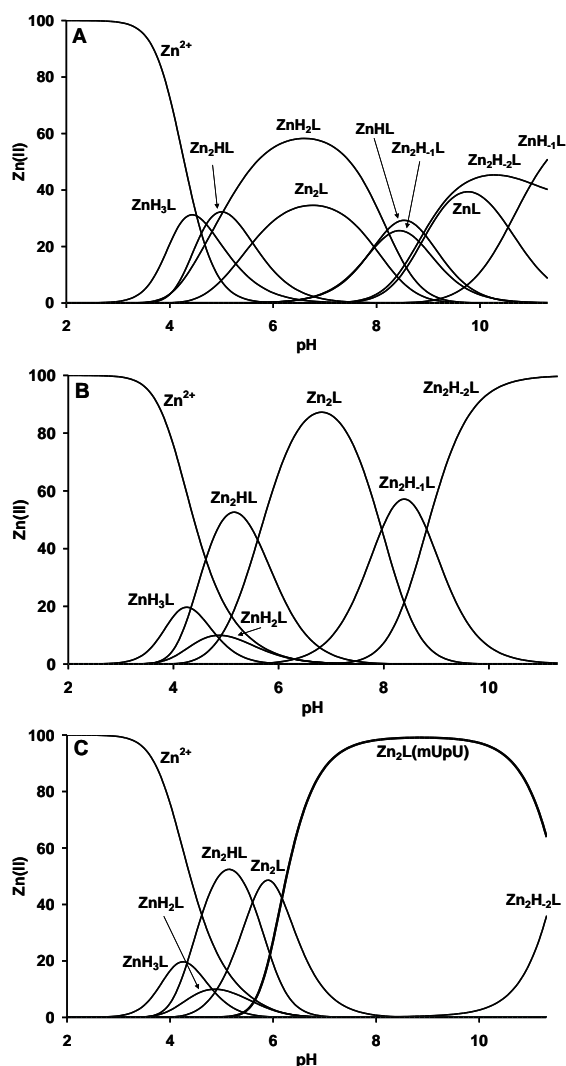 A
100
80
60
40
20
0
Zn(II)
Zn²⁺
ZnH₃L
Zn₂HL
ZnH₂L
Zn₂L
ZnHL
Zn₂H₋₁L
Zn₂H₋₂L
ZnL
ZnH₋₁L
2 4 6 8 10
pH
B
100
80
60
40
20
0
Zn(II)
Zn²⁺
ZnH₃L
Zn₂HL
ZnH₂L
Zn₂L
Zn₂H₋₁L
Zn₂H₋₂L
2 4 6 8 10
pH
C
100
80
60
40
20
0
Zn(II)
Zn²⁺
ZnH₂L
ZnH₃L
Zn₂HL
Zn₂L
Zn₂L(mUpU)
Zn₂H₋₂L
2 4 6 8 10
pH